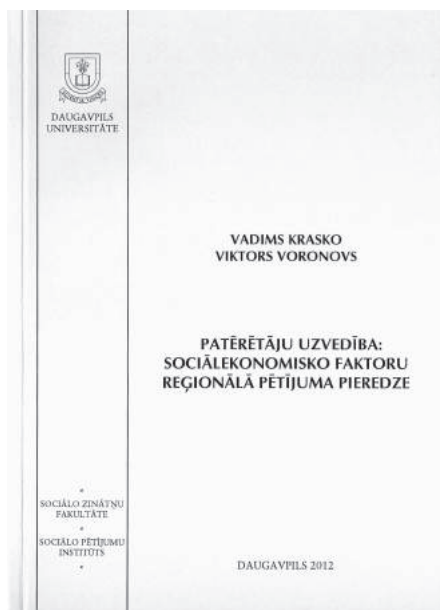 DAUGAVPILS
UNIVERSITĀTE
VADIMS KRASKO
VIKTORS VORONOVS
PATĒRĒTĀJU UZVEDĪBA:
SOCIĀLEKONOMISKO FAKTORU
REĢIONĀLĀ PĒTĪJUMA PIEREDZE
SOCIĀLO ZINĀTŅU
FAKULTĀTE
SOCIĀLO PĒTĪJUMU
INSTITŪTS
DAUGAVPILS 2012